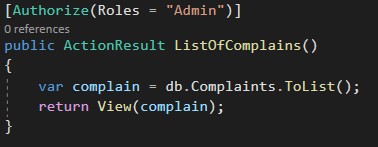 [Authorize(Roles = "Admin")]
0 references
public ActionResult ListOfComplains()
{
var complain = db.Complaints.ToList();
return View(complain);
}